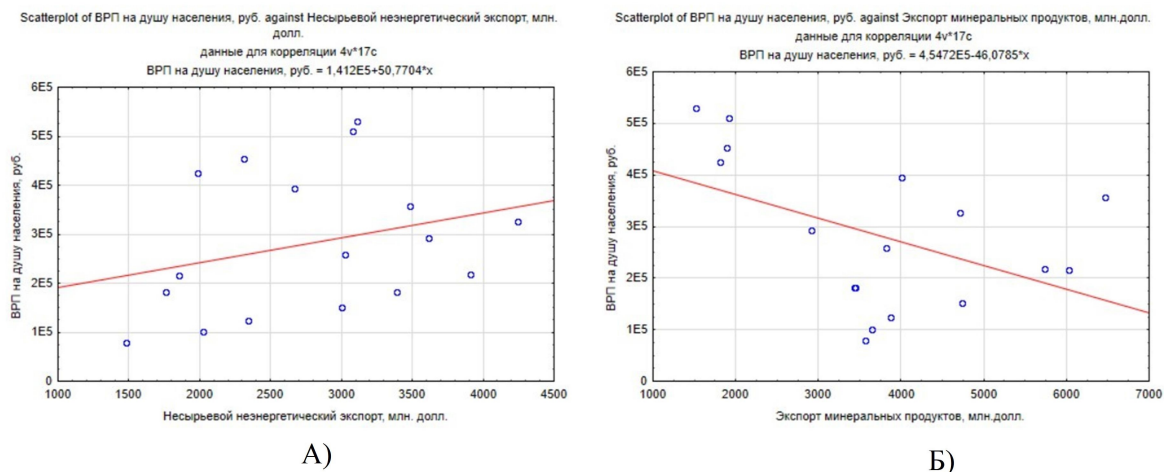 Scatterplot of ВРП на душу населения, руб. against Несырьевой неэнергетический экспорт, млн.
долл.
данные для корреляции 4v*17c
ВРП на душу населения, руб. = 1,412E5+50,7704*x
6E5
5E5
4E5
3E5
2E5
1E5
0
ВРП на душу населения, руб.
1000 1500 2000 2500 3000 3500 4000 4500
Несырьевой неэнергетический экспорт, млн. долл.
А)
Scatterplot of ВРП на душу населения, руб. against Экспорт минеральных продуктов, млн.долл.
данные для корреляции 4v*17c
ВРП на душу населения, руб. = 4,5472E5-46,0785*x
6E5
5E5
4E5
3E5
2E5
1E5
0
ВРП на душу населения, руб.
1000 2000 3000 4000 5000 6000 7000
Экспорт минеральных продуктов, млн.долл.
Б)